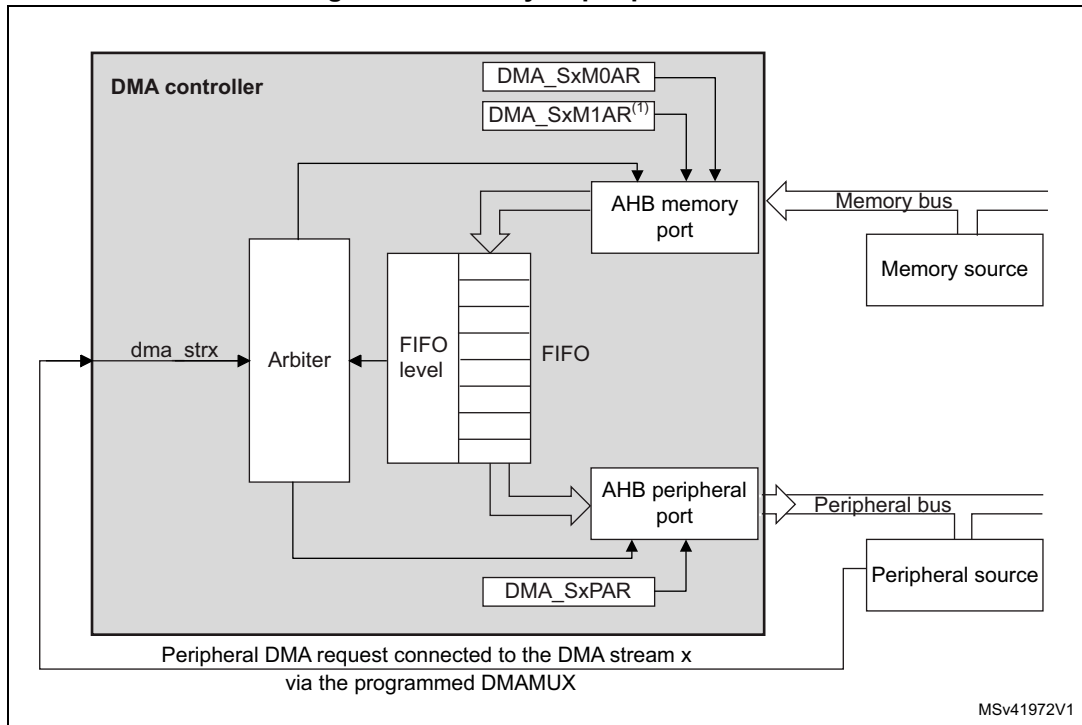 DMA controller
DMA_SxM0AR
DMA_SxM1AR(1)
AHB memory
port
Memory bus
Memory source
dma_strx
Arbiter
FIFO
level
FIFO
AHB peripheral
port
Peripheral bus
Peripheral source
DMA_SxPAR
Peripheral DMA request connected to the DMA stream x
via the programmed DMAMUX
MSv41972V1